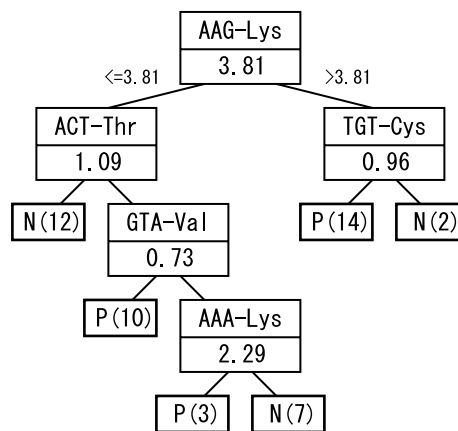 AAG-Lys
3.81
<=3.81
>3.81
ACT-Thr
1.09
TGT-Cys
0.96
N(12)
GTA-Val
0.73
P(14)
N(2)
P(10)
AAA-Lys
2.29
P(3)
N(7)